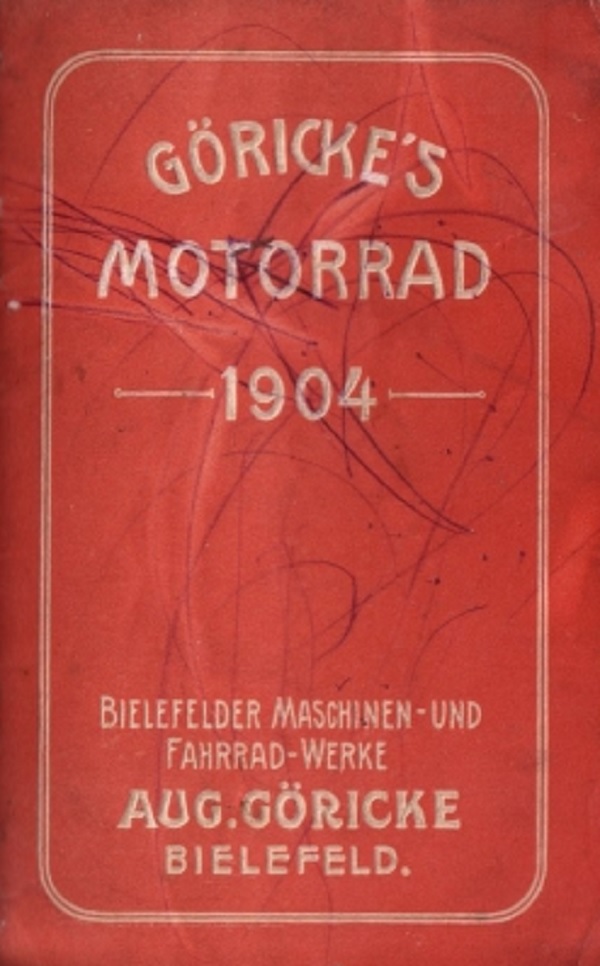 GÖRICKE'S
MOTORRAD
1904
BIELEFELDER MASCHINEN-UND
FAHRRAD-WERKE
AUG.GÖRICKE
BIELEFELD.